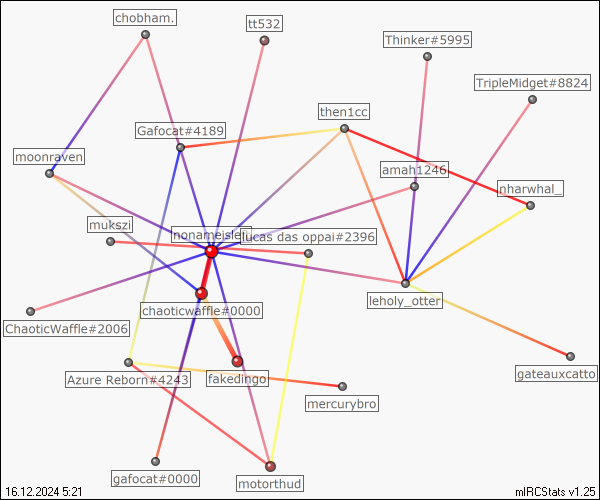 chobham.
tt532
Thinker#5995
TripleMidget#8824
then1cc
Gafocat#4189
moonraven
amah1246
nharwhal_
mukszi
lucas das oppai#2396
leholy_otter
chaoticwaffle#0000
ChaoticWaffle#2006
Azure Reborn#4243
fakedingo
gateauxcatto
mercurybro
gafocat#0000
motorthud
16.12.2024 5:21
mIRCStats v1.25